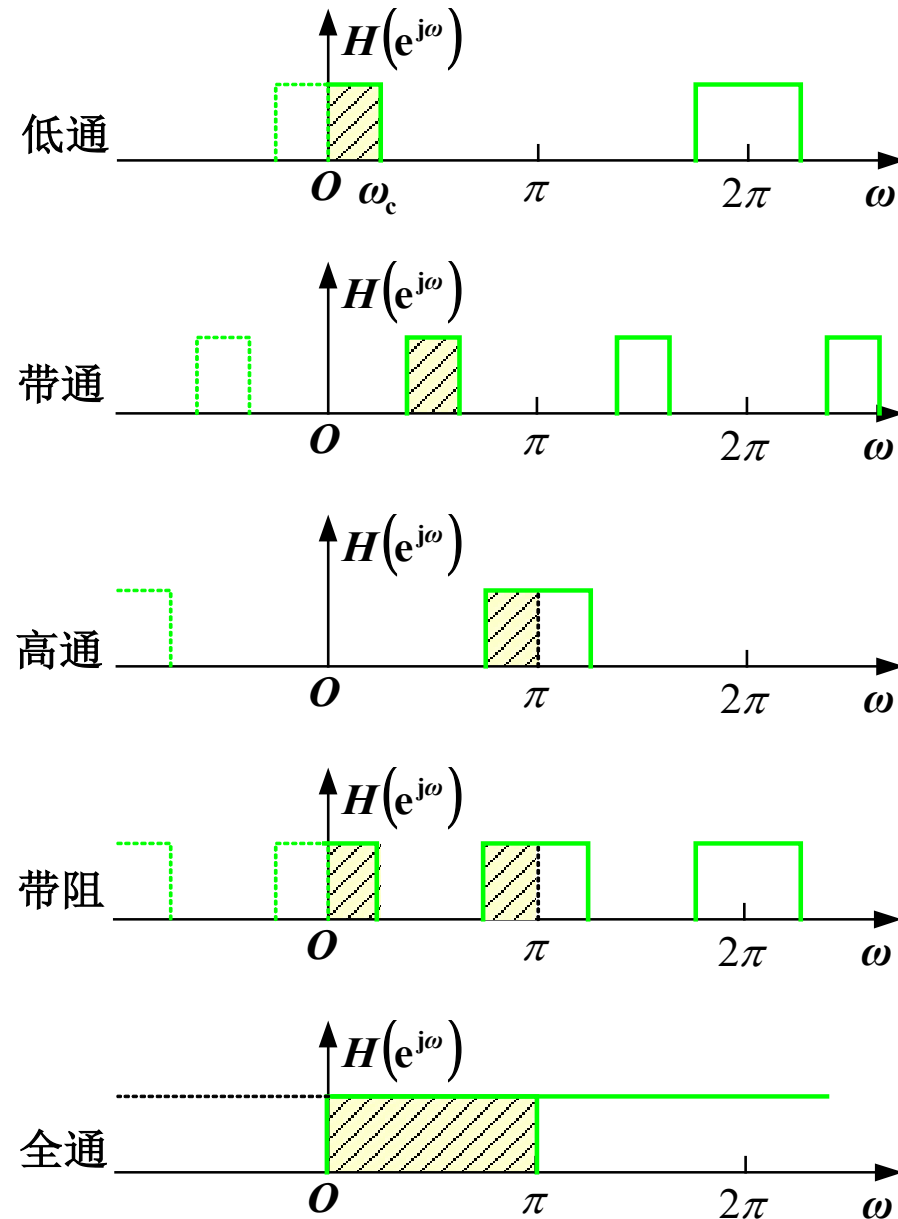 H(e^jω)
低通
O ω_c π 2π ω
H(e^jω)
带通
O π 2π ω
H(e^jω)
高通
O π 2π ω
H(e^jω)
带阻
O π 2π ω
H(e^jω)
全通
O π 2π ω